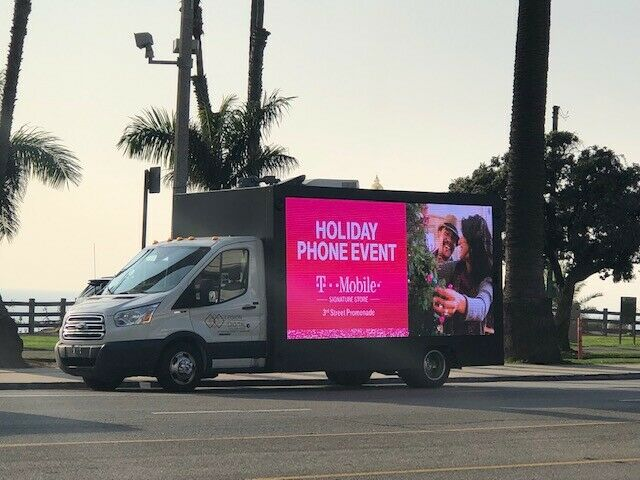 HOLIDAY
PHONE EVENT
T··Mobile
SIGNATURE STORE
3rd Street Promenade